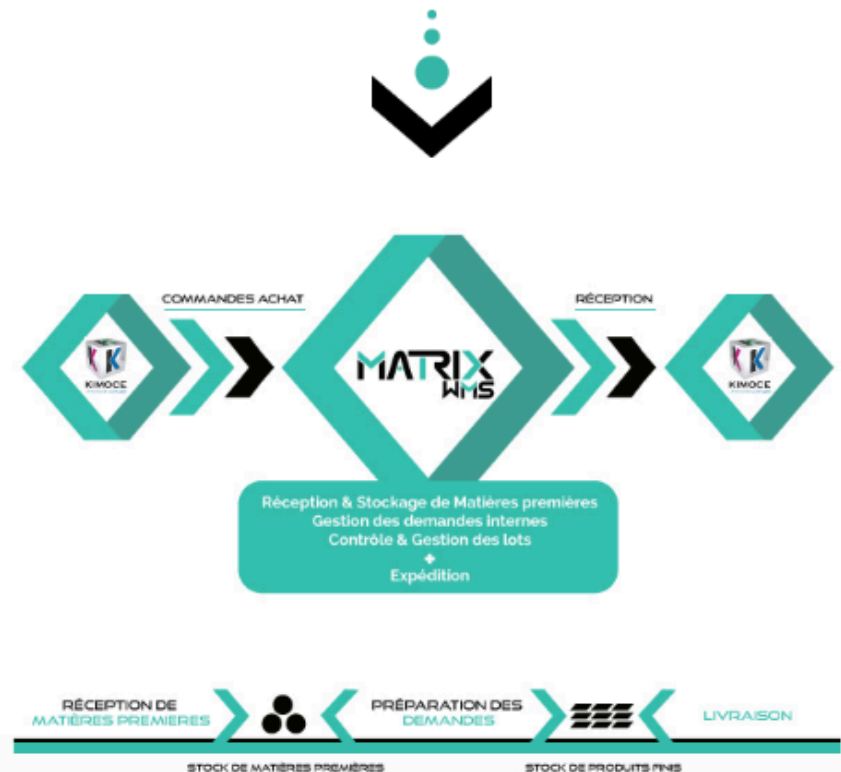 COMMANDES ACHAT
RÉCEPTION
KIMOCE
MATRIX
WMS
KIMOCE
Réception & Stockage de Matières premières
Gestion des demandes internes
Contrôle & Gestion des lots
+
Expédition
RÉCEPTION DE
MATIÈRES PREMIERES
PRÉPARATION DES
DEMANDES
LIVRAISON
STOCK DE MATIÈRES PREMIÈRES
STOCK DE PRODUITS FINIS